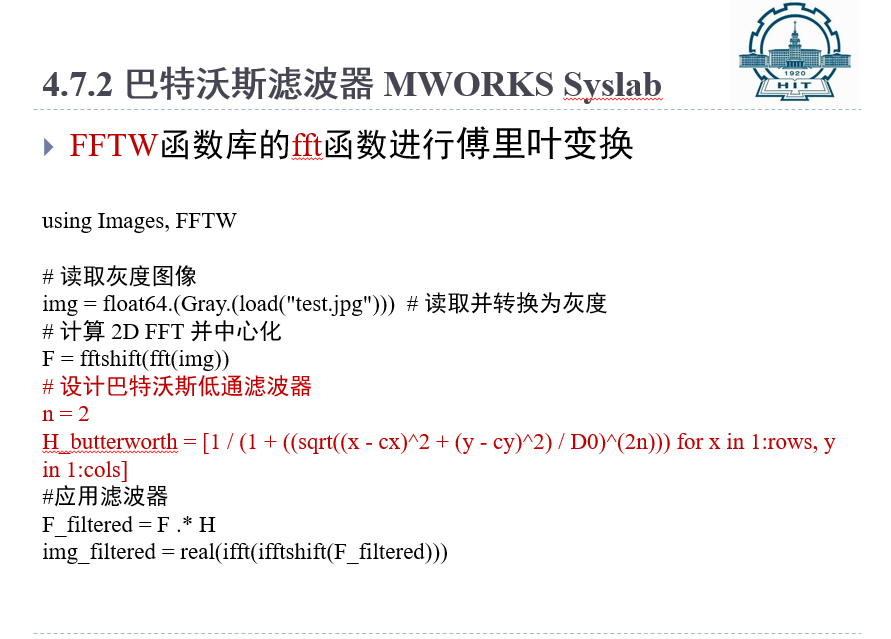 4.7.2 巴特沃斯滤波器 MWORKS Syslab
1920
HIT
FFTW函数库的fft函数进行傅里叶变换
using Images, FFTW
# 读取灰度图像
img = float64.(Gray.(load("test.jpg")))  # 读取并转换为灰度
# 计算 2D FFT 并中心化
F = fftshift(fft(img))
# 设计巴特沃斯低通滤波器
n = 2
H_butterworth = [1 / (1 + ((sqrt((x - cx)^2 + (y - cy)^2) / D0)^(2n))) for x in 1:rows, y
in 1:cols]
#应用滤波器
F_filtered = F .* H
img_filtered = real(ifft(ifftshift(F_filtered)))